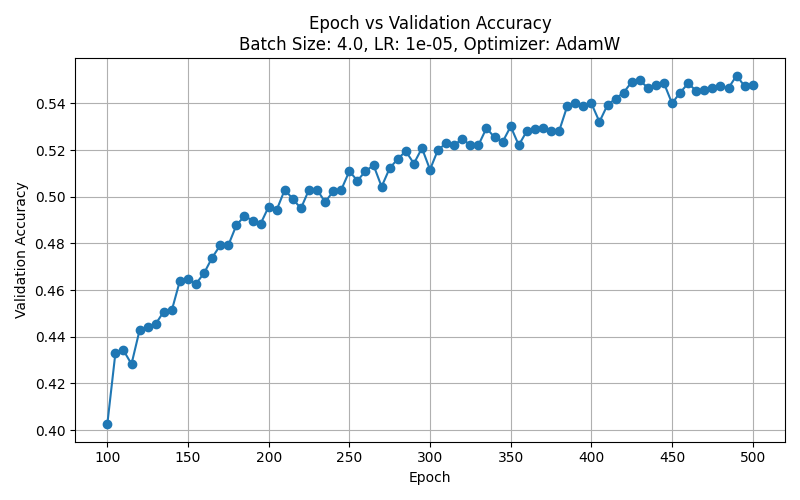 Epoch vs Validation Accuracy
Batch Size: 4.0, LR: 1e-05, Optimizer: AdamW
Validation Accuracy
0.54
0.52
0.50
0.48
0.46
0.44
0.42
0.40
100 150 200 250 300 350 400 450 500
Epoch